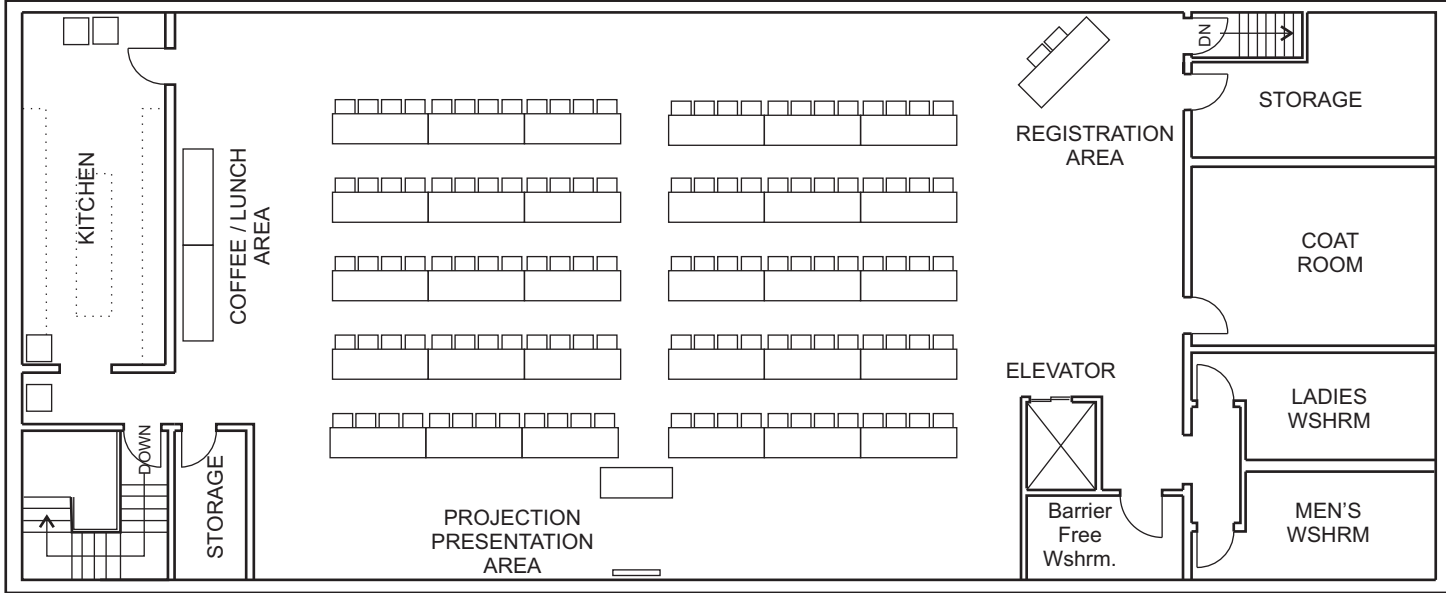 KITCHEN
COFFEE / LUNCH
AREA
DN
STORAGE
REGISTRATION
AREA
COAT
ROOM
ELEVATOR
LADIES
WSHRM
DOWN
STORAGE
PROJECTION
PRESENTATION
AREA
Barrier
Free
Wshrm.
MEN'S
WSHRM